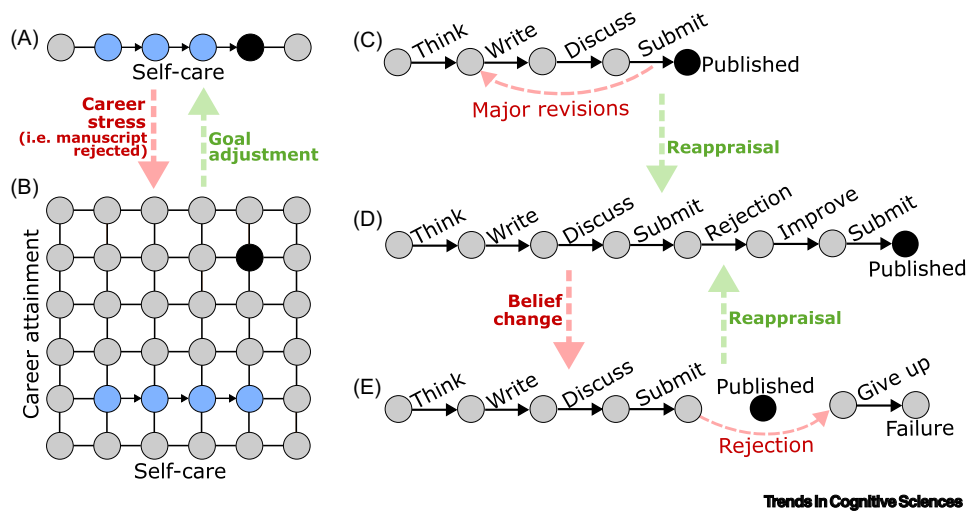 (A)
Self-care
Career
stress
(i.e. manuscript
rejected)
Goal
adjustment
(B)
Career attainment
Self-care
(C)
Think
Write
Discuss
Submit
Published
Major revisions
Reappraisal
(D)
Think
Write
Discuss
Submit
Rejection
Improve
Submit
Published
Belief
change
Reappraisal
(E)
Think
Write
Discuss
Submit
Published
Give up
Rejection
Failure
Trends in Cognitive Sciences